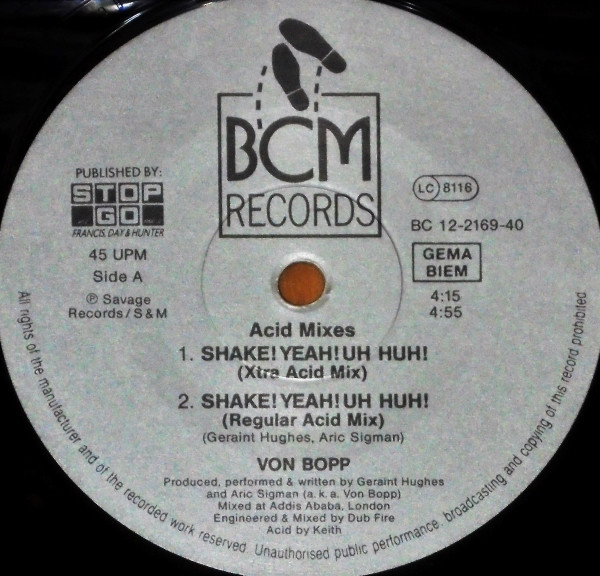 BCM
RECORDS
PUBLISHED BY:
STOP
GO
FRANCIS, DAY & HUNTER
45 UPM
Side A
℗ Savage
Records/S & M
LC 8116
BC 12-2169-40
GEMA
BIEM
4:15
4:55
Acid Mixes
1. SHAKE! YEAH! UH HUH!
(Xtra Acid Mix)
2. SHAKE! YEAH! UH HUH!
(Regular Acid Mix)
(Geraint Hughes, Aric Sigman)
VON BOPP
Produced, performed & written by Geraint Hughes
and Aric Sigman (a. k. a. Von Bopp)
Mixed at Addis Ababa, London
Engineered & Mixed by Dub Fire
Acid by Keith
All rights of the manufacturer and of the recorded work reserved. Unauthorised public performance, broadcasting and copying of this record prohibited